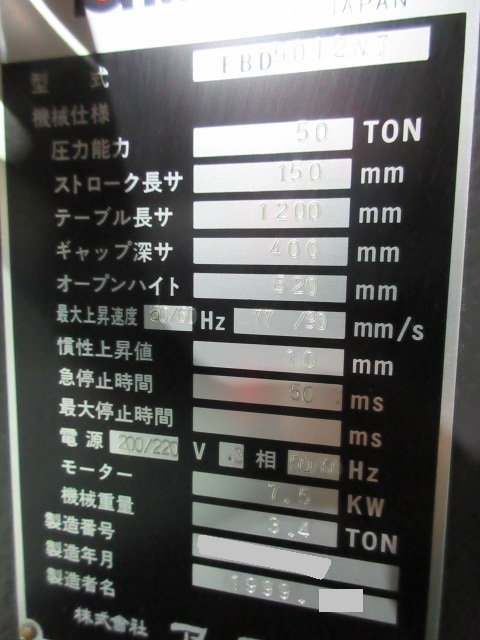 JAPAN
型式 FBD5012NT
機械仕様
圧力能力 50 TON
ストローク長サ 150 mm
テーブル長サ 1200 mm
ギャップ深サ 400 mm
オープンハイト 520 mm
最大上昇速度 50/60 Hz 77 /90 mm/s
慣性上昇値 10 mm
急停止時間 50 ms
最大停止時間 ms
電源 200/220 V 3 相 50/60 Hz
モーター 7.5 KW
機械重量 3.4 TON
製造番号
製造年月 1999.
製造者名
株式会社